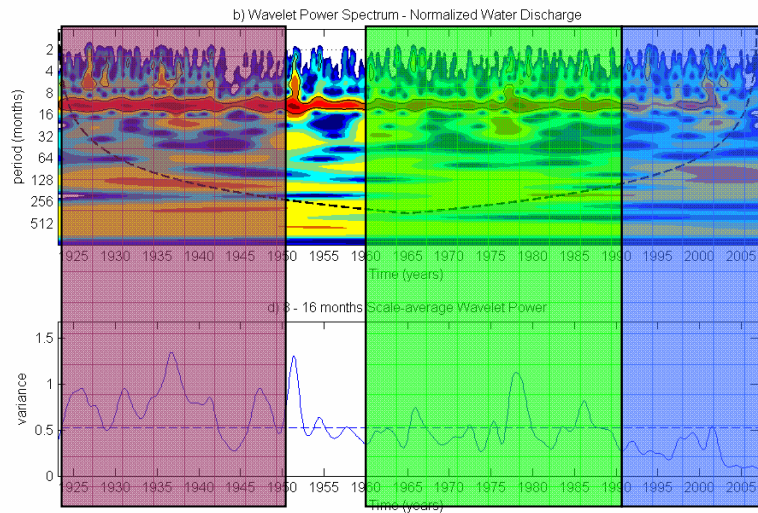 b) Wavelet Power Spectrum - Normalized Water Discharge
period (months)
2
4
8
16
32
64
128
256
512
1925 1930 1935 1940 1945 1950 1955 1960 1965 1970 1975 1980 1985 1990 1995 2000 2005
Time (years)
d) 8 - 16 months Scale-average Wavelet Power
variance
1.5
1
0.5
0
1925 1930 1935 1940 1945 1950 1955 1960 1965 1970 1975 1980 1985 1990 1995 2000 2005
Time (years)